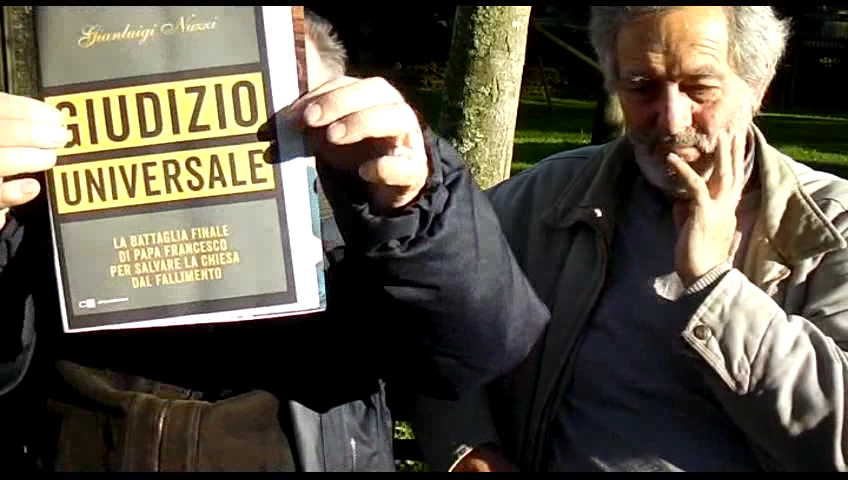 Gianluigi Nuzzi
GIUDIZIO
UNIVERSALE
LA BATTAGLIA FINALE
DI PAPA FRANCESCO
PER SALVARE LA CHIESA
DAL FALLIMENTO